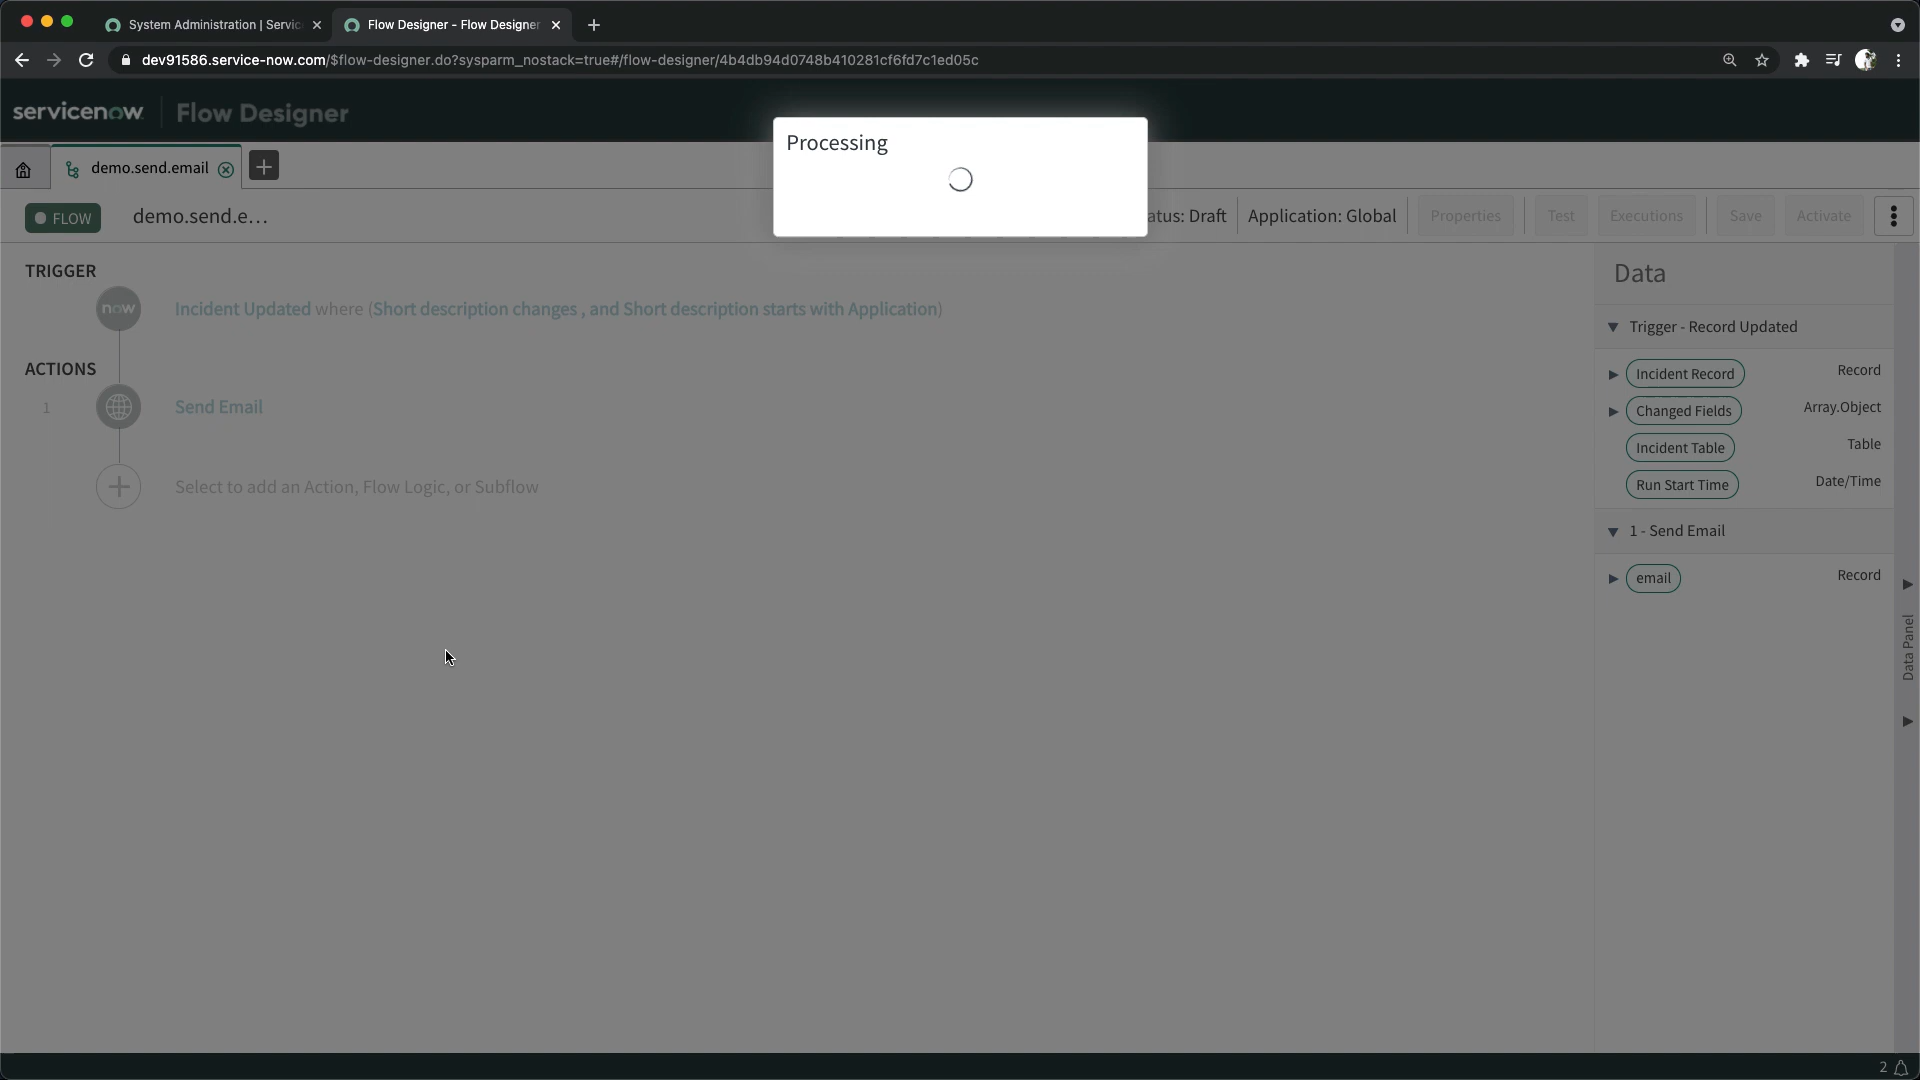 System Administration | Servic
Flow Designer - Flow Designer
dev91586.service-now.com/$flow-designer.do?sysparm_nostack=true#/flow-designer/4b4db94d0748b410281cf6fd7c1ed05c
servicenow Flow Designer
Processing
demo.send.email
FLOW
demo.send.e...
atus: Draft
Application: Global
Properties
Test
Executions
Save
Activate
TRIGGER
now
Incident Updated where (Short description changes , and Short description starts with Application)
ACTIONS
1
Send Email
Select to add an Action, Flow Logic, or Subflow
Data
Trigger - Record Updated
Incident Record Record
Changed Fields Array.Object
Incident Table Table
Run Start Time Date/Time
1 - Send Email
email Record
Data Panel
2